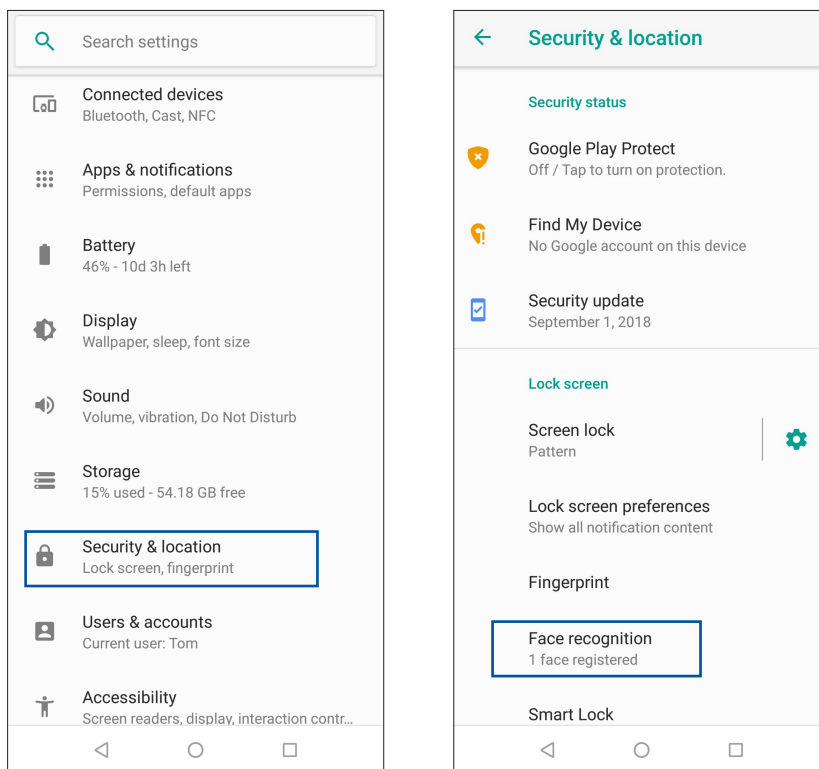 Search settings
Connected devices
Bluetooth, Cast, NFC
Apps & notifications
Permissions, default apps
Battery
46% - 10d 3h left
Display
Wallpaper, sleep, font size
Sound
Volume, vibration, Do Not Disturb
Storage
15% used - 54.18 GB free
Security & location
Lock screen, fingerprint
Users & accounts
Current user: Tom
Accessibility
Screen readers, display, interaction contr...
Security & location
Security status
Google Play Protect
Off / Tap to turn on protection.
Find My Device
No Google account on this device
Security update
September 1, 2018
Lock screen
Screen lock
Pattern
Lock screen preferences
Show all notification content
Fingerprint
Face recognition
1 face registered
Smart Lock